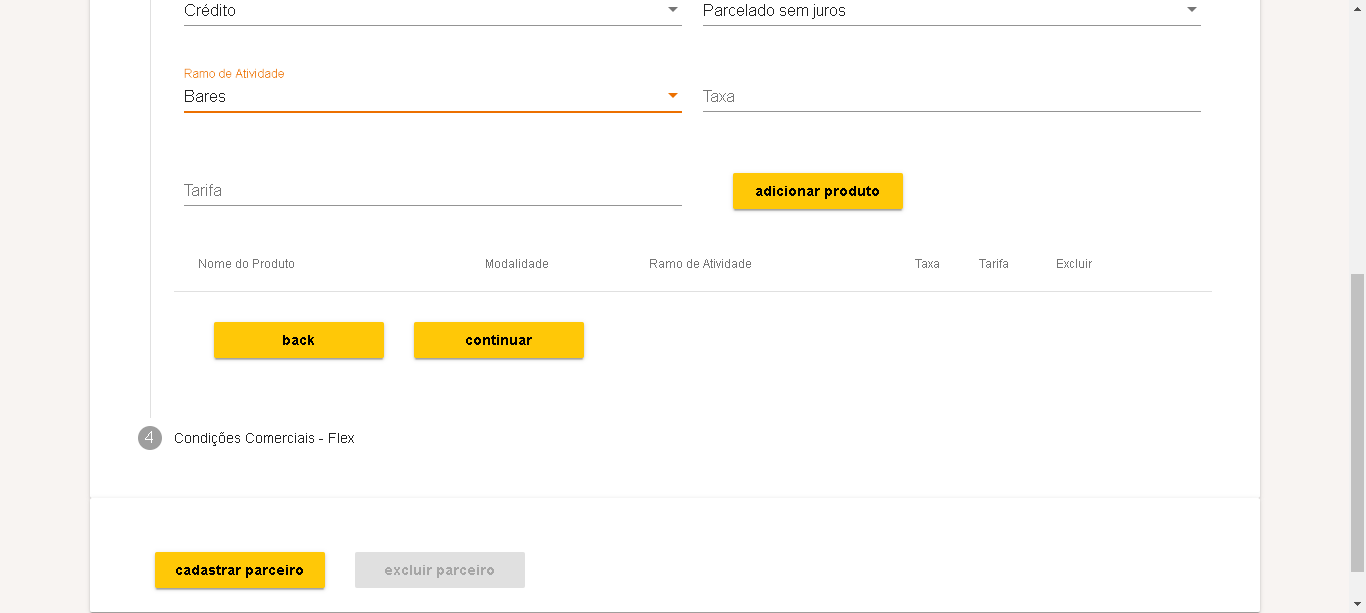 Crédito
Parcelado sem juros
Ramo de Atividade
Bares
Taxa
Tarifa
adicionar produto
Nome do Produto Modalidade Ramo de Atividade Taxa Tarifa Excluir
back
continuar
4 Condições Comerciais - Flex
cadastrar parceiro
excluir parceiro